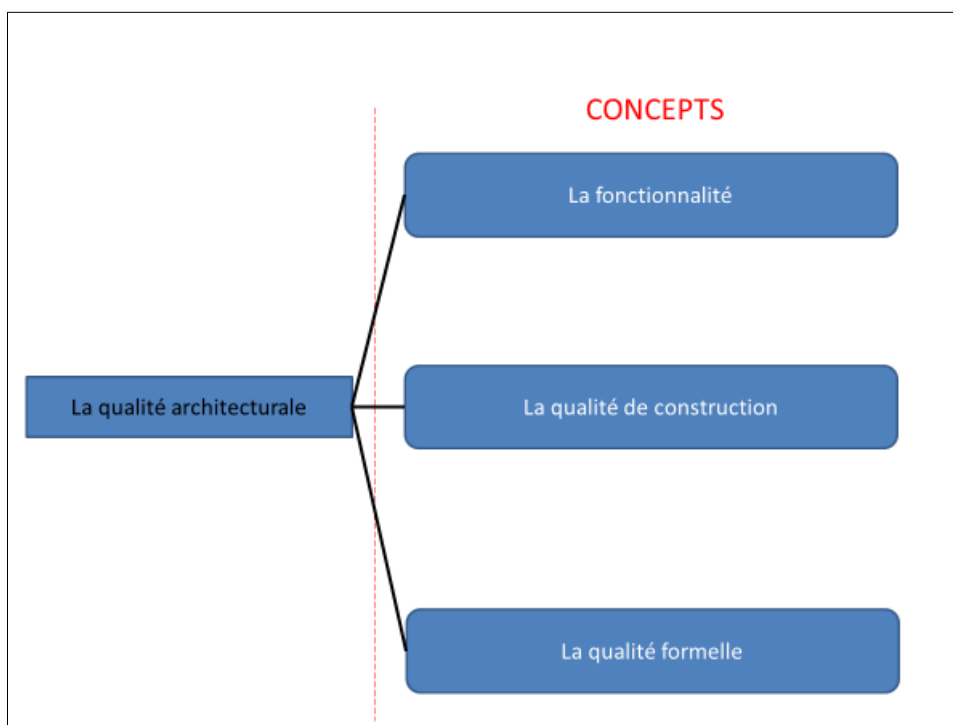 CONCEPTS
La fonctionnalité
La qualité architecturale
La qualité de construction
La qualité formelle